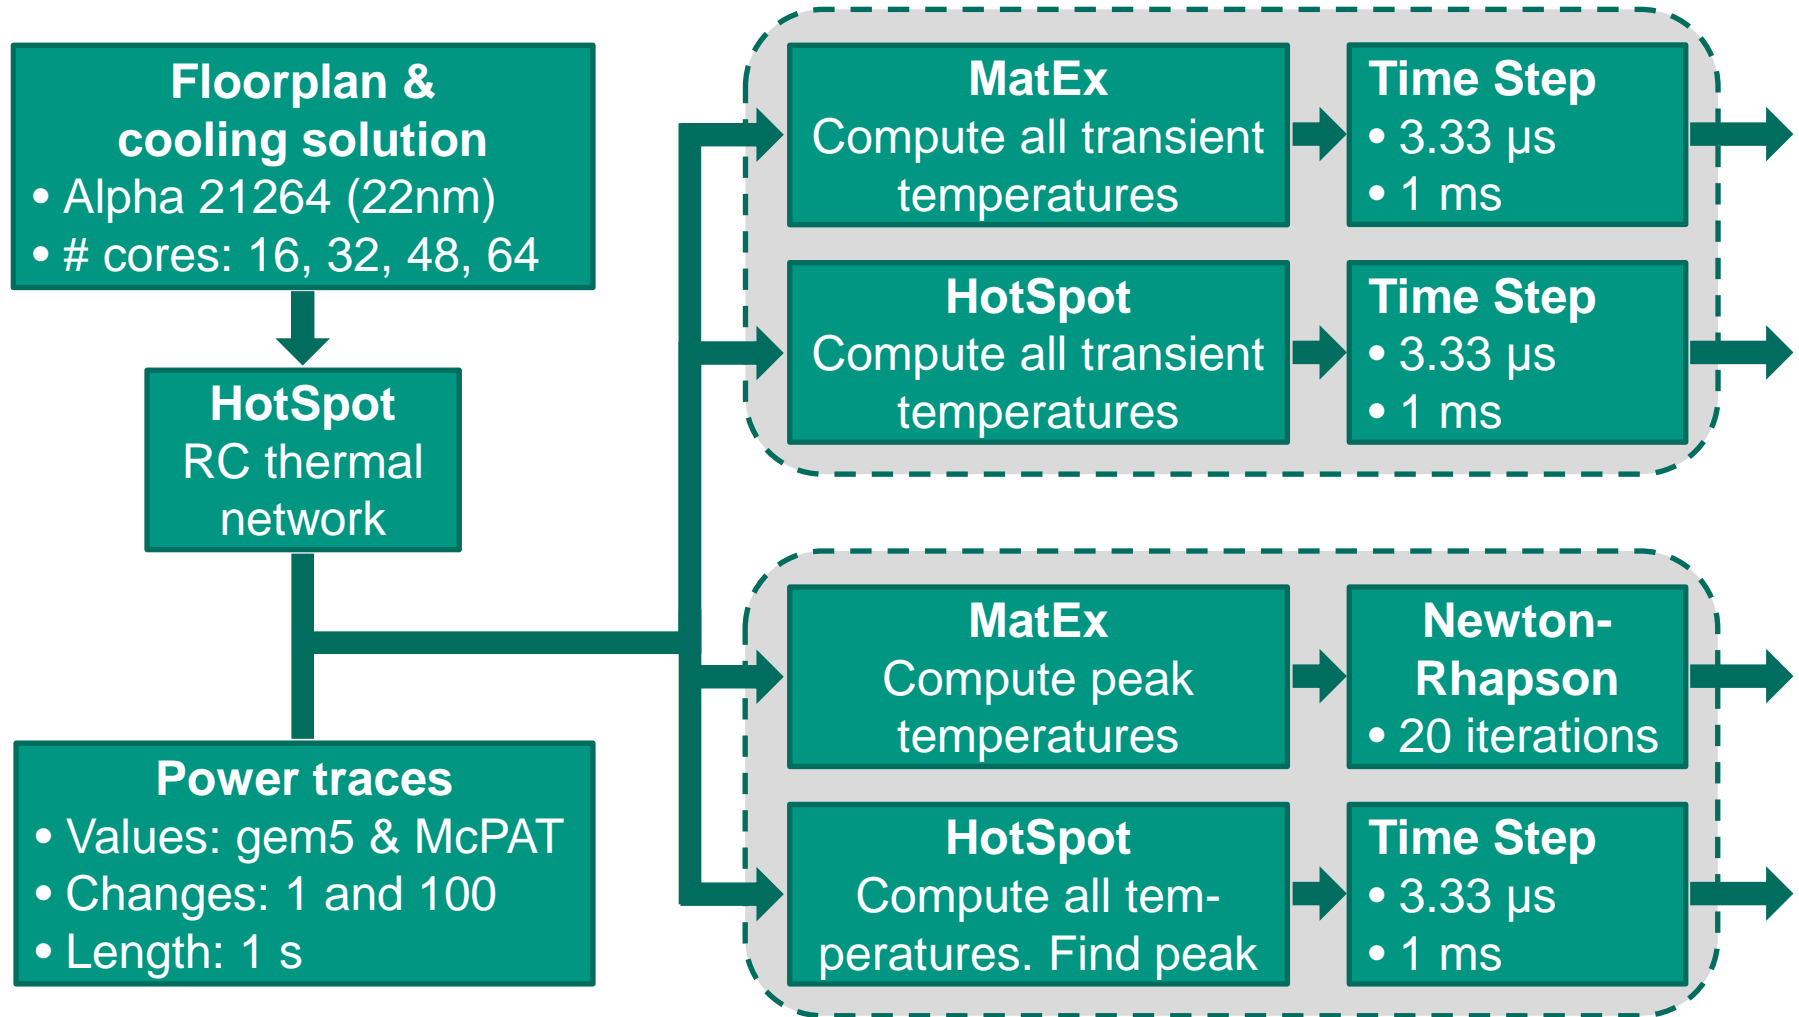 Floorplan &
cooling solution
• Alpha 21264 (22nm)
• # cores: 16, 32, 48, 64
HotSpot
RC thermal
network
Power traces
• Values: gem5 & McPAT
• Changes: 1 and 100
• Length: 1 s
MatEx
Compute all transient
temperatures
Time Step
• 3.33 µs
• 1 ms
HotSpot
Compute all transient
temperatures
Time Step
• 3.33 µs
• 1 ms
MatEx
Compute peak
temperatures
Newton-
Rhapson
• 20 iterations
HotSpot
Compute all tem-
peratures. Find peak
Time Step
• 3.33 µs
• 1 ms